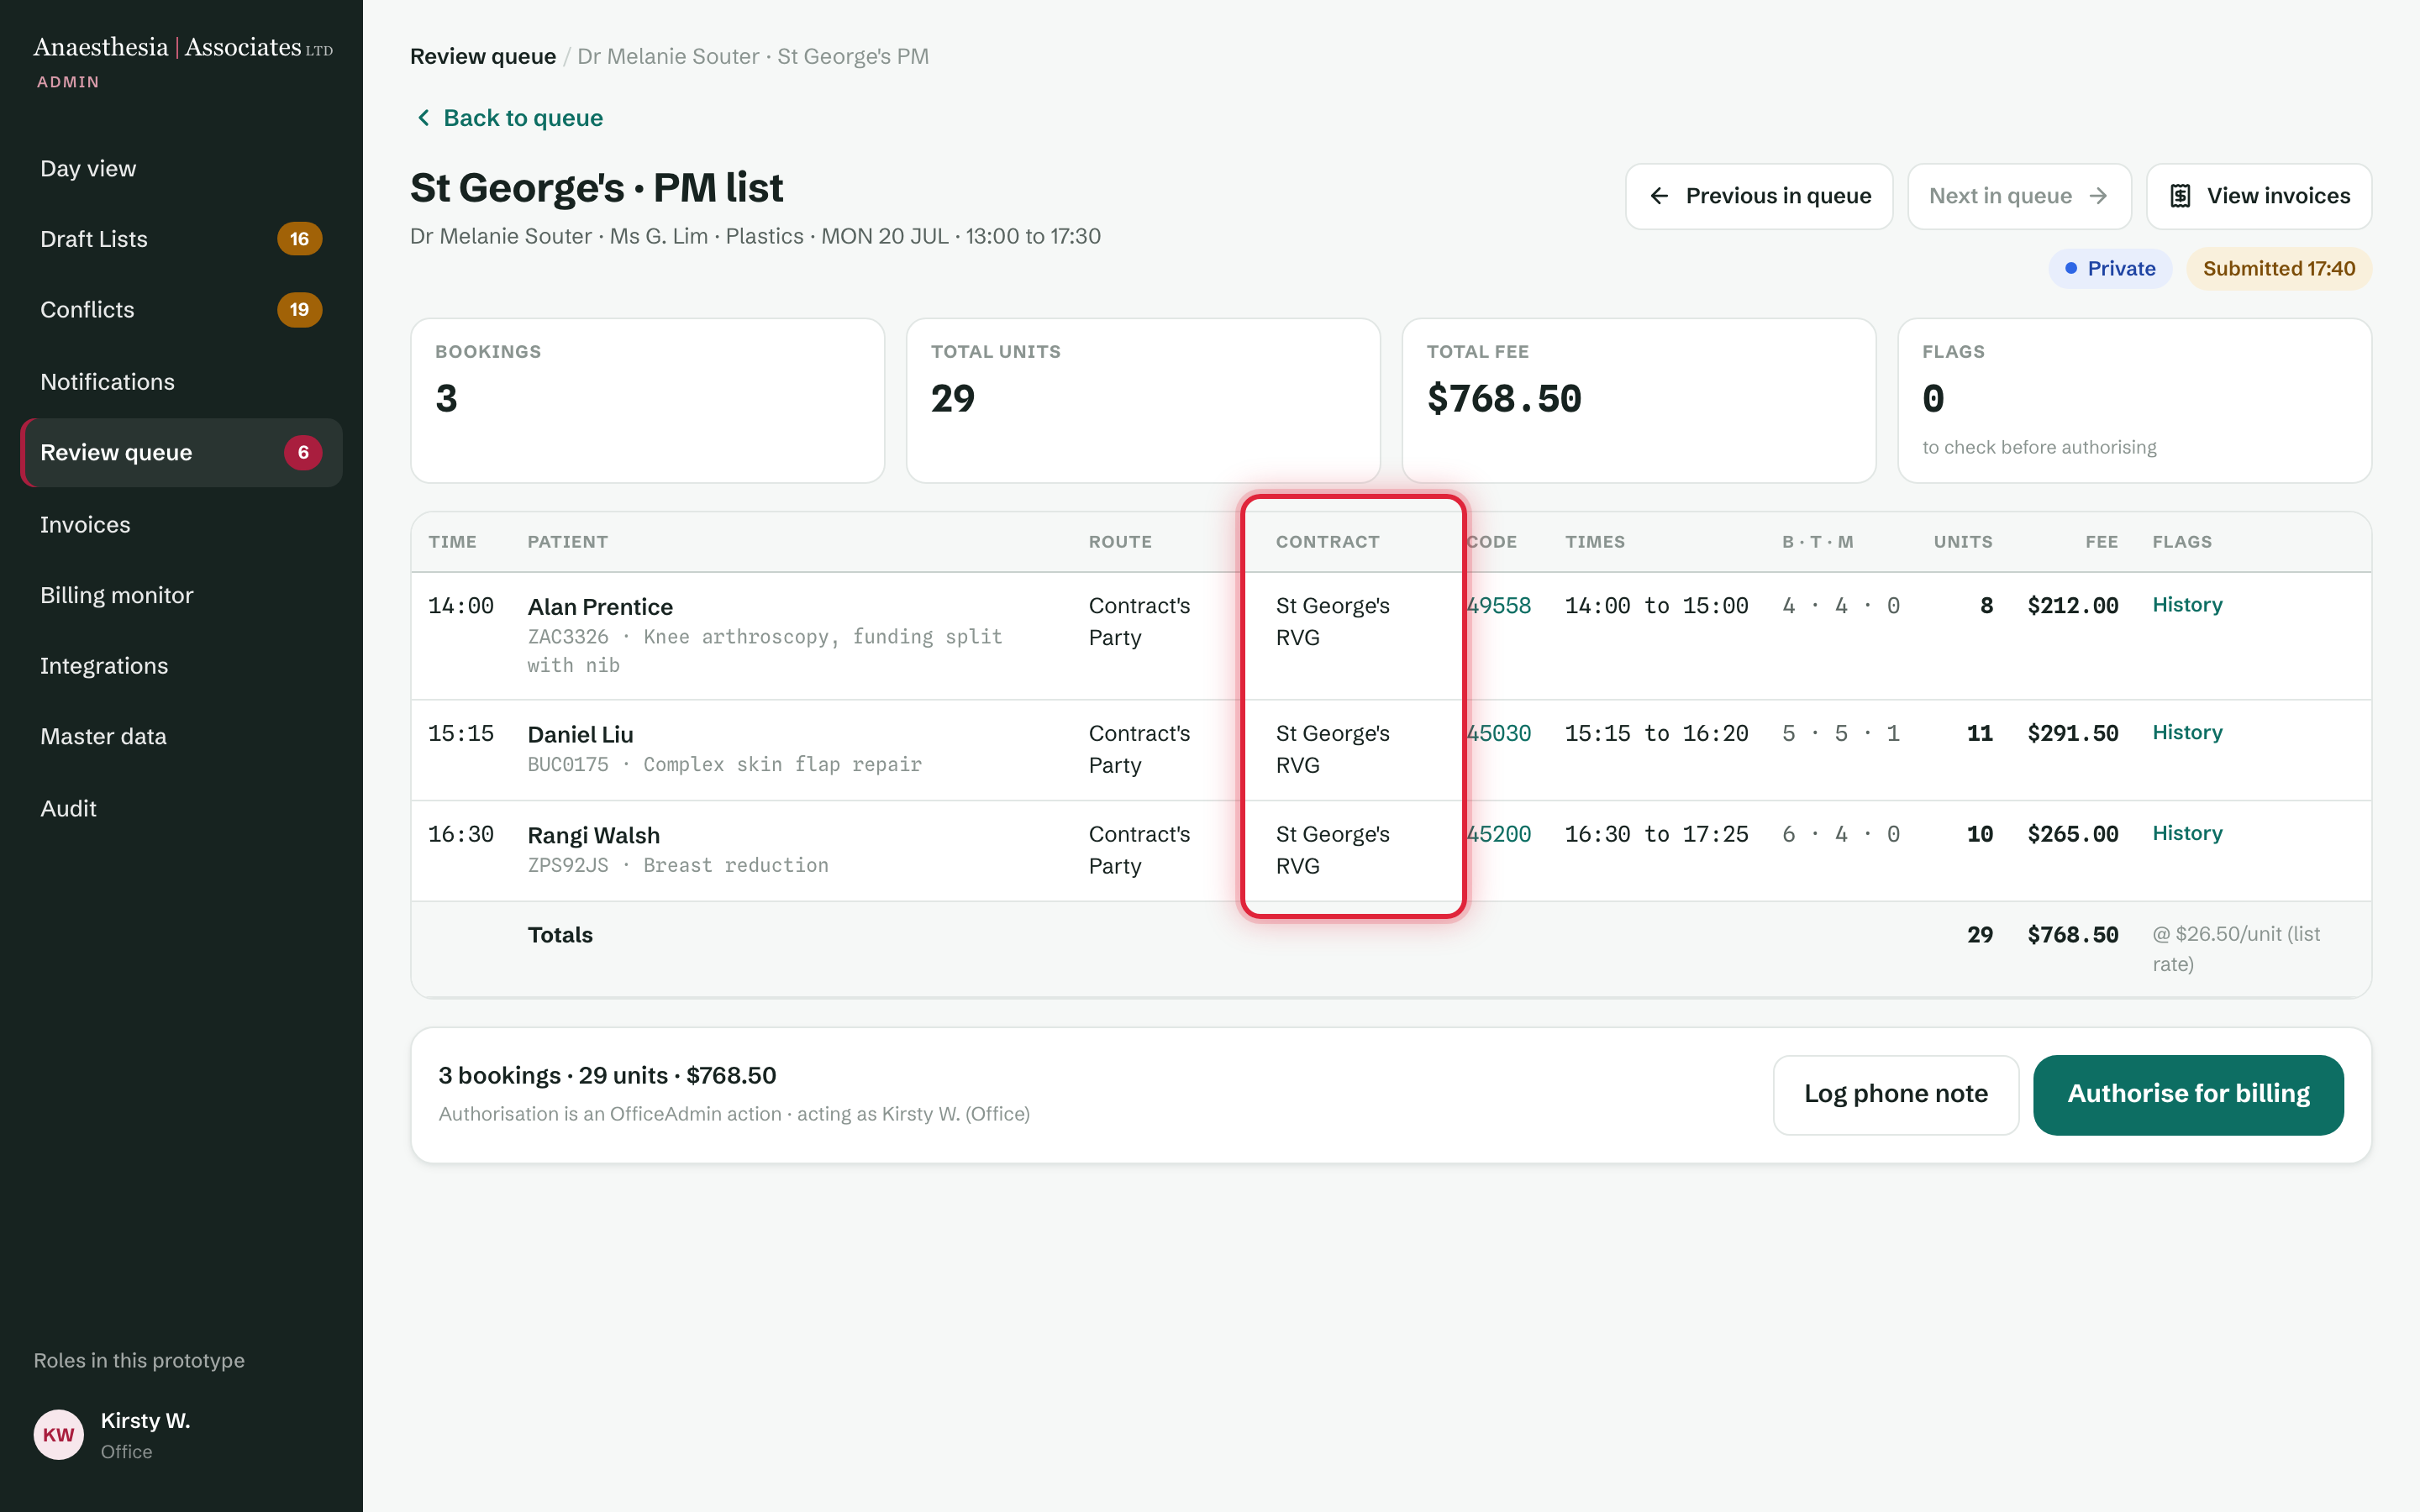 Anaesthesia | Associates LTD
ADMIN
Day view
Draft Lists 16
Conflicts 19
Notifications
Review queue 6
Invoices
Billing monitor
Integrations
Master data
Audit
Roles in this prototype
KW
Kirsty W.
Office
Review queue / Dr Melanie Souter · St George's PM
Back to queue
St George's · PM list
Dr Melanie Souter · Ms G. Lim · Plastics · MON 20 JUL · 13:00 to 17:30
Previous in queue
Next in queue
View invoices
Private
Submitted 17:40
BOOKINGS
3
TOTAL UNITS
29
TOTAL FEE
$768.50
FLAGS
0
to check before authorising
TIME PATIENT ROUTE CONTRACT CODE TIMES B · T · M UNITS FEE FLAGS
14:00 Alan Prentice Contract's St George's 49558 14:00 to 15:00 4 · 4 · 0 8 $212.00 History
ZAC3326 · Knee arthroscopy, funding split Party RVG
with nib
15:15 Daniel Liu Contract's St George's 45030 15:15 to 16:20 5 · 5 · 1 11 $291.50 History
BUC0175 · Complex skin flap repair Party RVG
16:30 Rangi Walsh Contract's St George's 45200 16:30 to 17:25 6 · 4 · 0 10 $265.00 History
ZPS92JS · Breast reduction Party RVG
Totals 29 $768.50 @ $26.50/unit (list
rate)
3 bookings · 29 units · $768.50
Authorisation is an OfficeAdmin action · acting as Kirsty W. (Office)
Log phone note
Authorise for billing